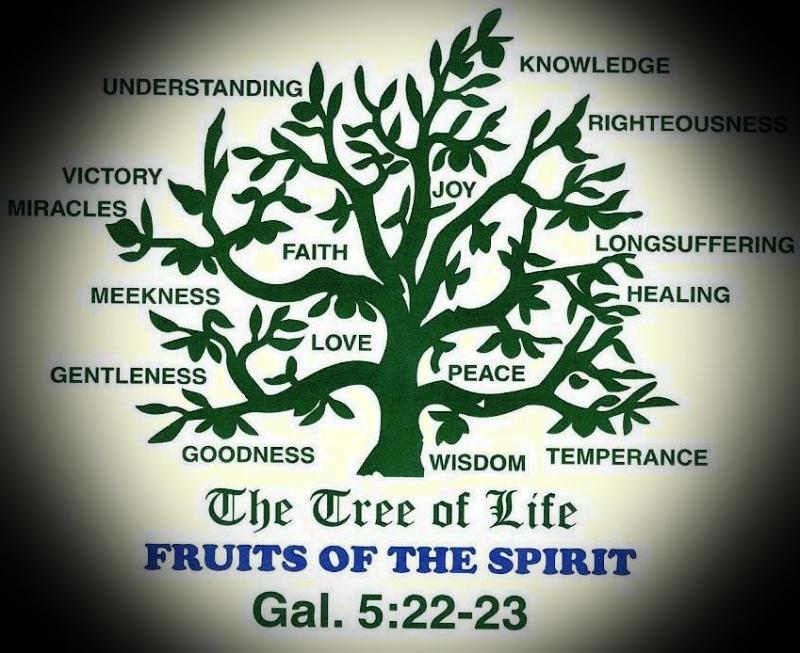 KNOWLEDGE
UNDERSTANDING
RIGHTEOUSNESS
VICTORY
JOY
MIRACLES
LONGSUFFERING
FAITH
MEEKNESS
HEALING
LOVE
GENTLENESS
PEACE
GOODNESS
WISDOM
TEMPERANCE
The Tree of Life
FRUITS OF THE SPIRIT
Gal. 5:22-23